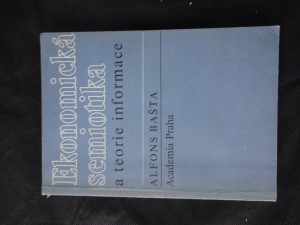 Ekonomická
semiotika
a teorie informace
ALFONS BAŠTA
Academia Praha